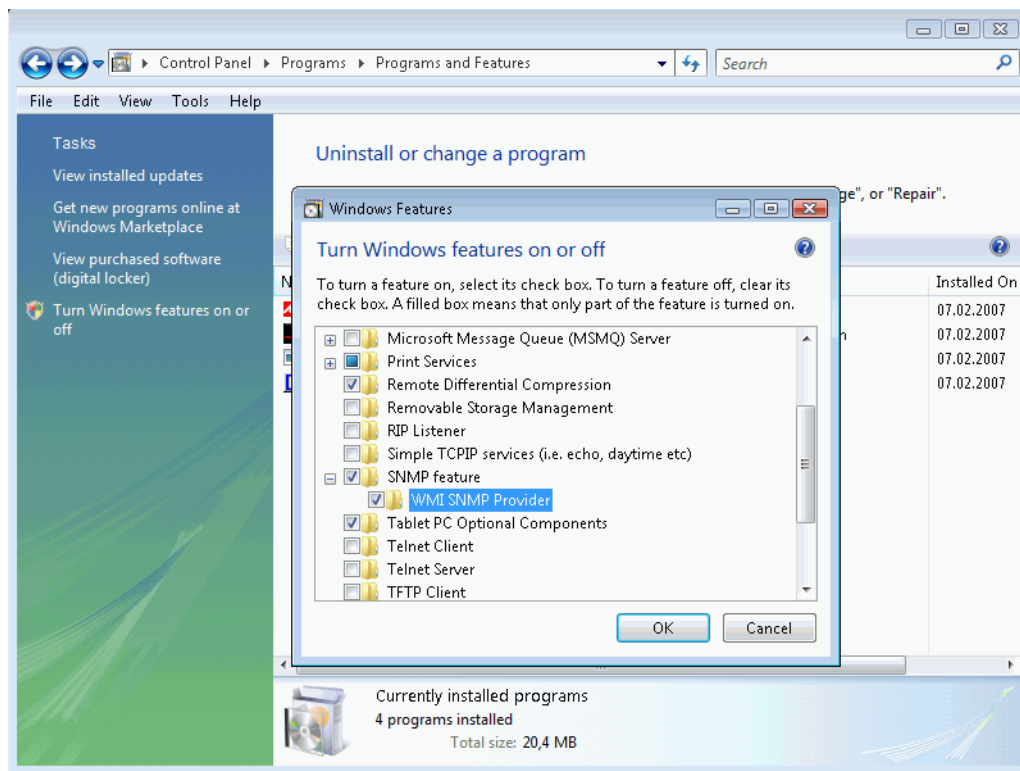 Control Panel Programs Programs and Features Search
File Edit View Tools Help
Tasks
View installed updates
Get new programs online at
Windows Marketplace
View purchased software
(digital locker)
Turn Windows features on or
off
Uninstall or change a program
ge", or "Repair".
Installed On
07.02.2007
07.02.2007
07.02.2007
07.02.2007
Windows Features
Turn Windows features on or off
To turn a feature on, select its check box. To turn a feature off, clear its
check box. A filled box means that only part of the feature is turned on.
Microsoft Message Queue (MSMQ) Server
Print Services
Remote Differential Compression
Removable Storage Management
RIP Listener
Simple TCPIP services (i.e. echo, daytime etc)
SNMP feature
WMI SNMP Provider
Tablet PC Optional Components
Telnet Client
Telnet Server
TFTP Client
OK Cancel
Currently installed programs
4 programs installed
Total size: 20,4 MB